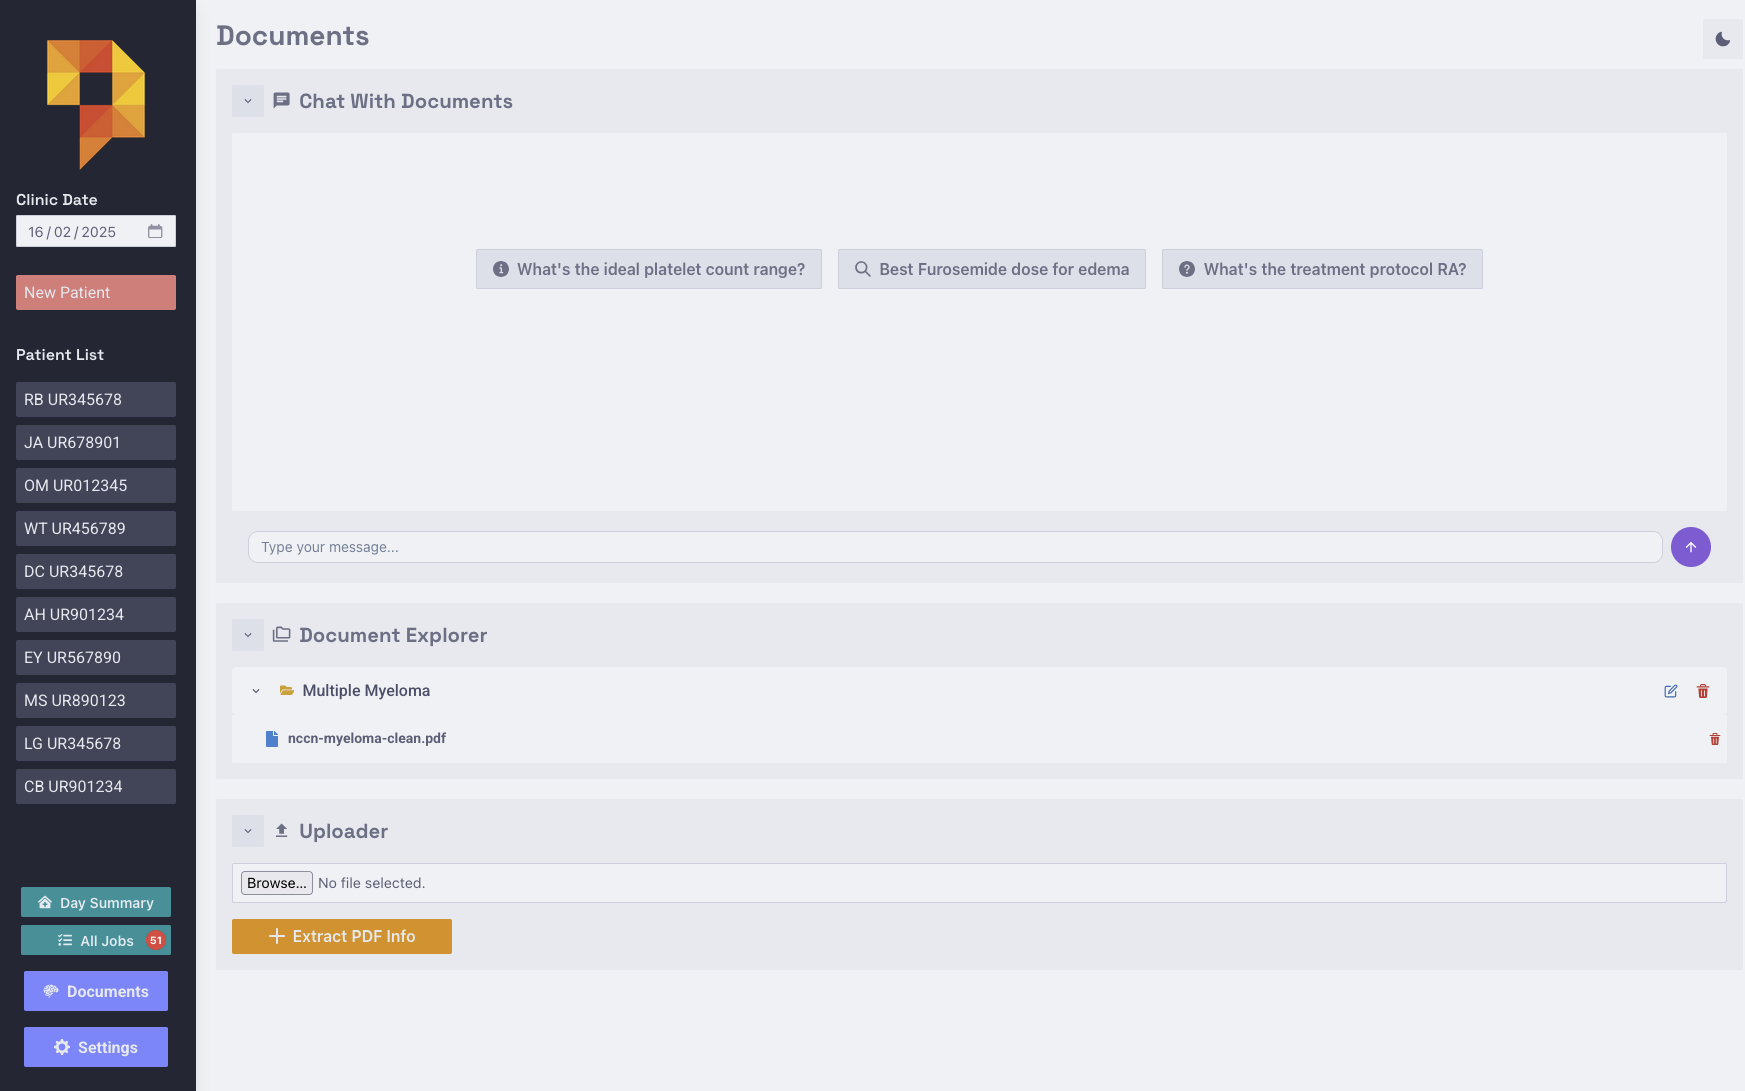 Clinic Date
16/02/2025
New Patient
Patient List
RB UR345678
JA UR678901
OM UR012345
WT UR456789
DC UR345678
AH UR901234
EY UR567890
MS UR890123
LG UR345678
CB UR901234
Day Summary
All Jobs 51
Documents
Settings
Documents
Chat With Documents
What's the ideal platelet count range?
Best Furosemide dose for edema
What's the treatment protocol RA?
Type your message...
Document Explorer
Multiple Myeloma
nccn-myeloma-clean.pdf
Uploader
Browse... No file selected.
Extract PDF Info